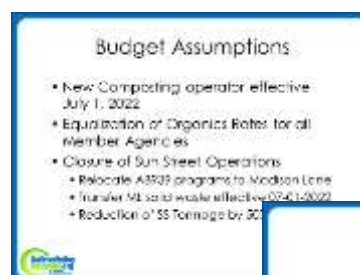 Budget Assumptions
• New Composting operator effective
July 1, 2022
• Equalization of Organics Rates for all
Member Agencies
• Closure of Sun Street Operations
• Relocate AB939 programs to Madison Lane
• Transfer ML solid waste effective 07-01-2022
• Reduction of SS Tonnage by